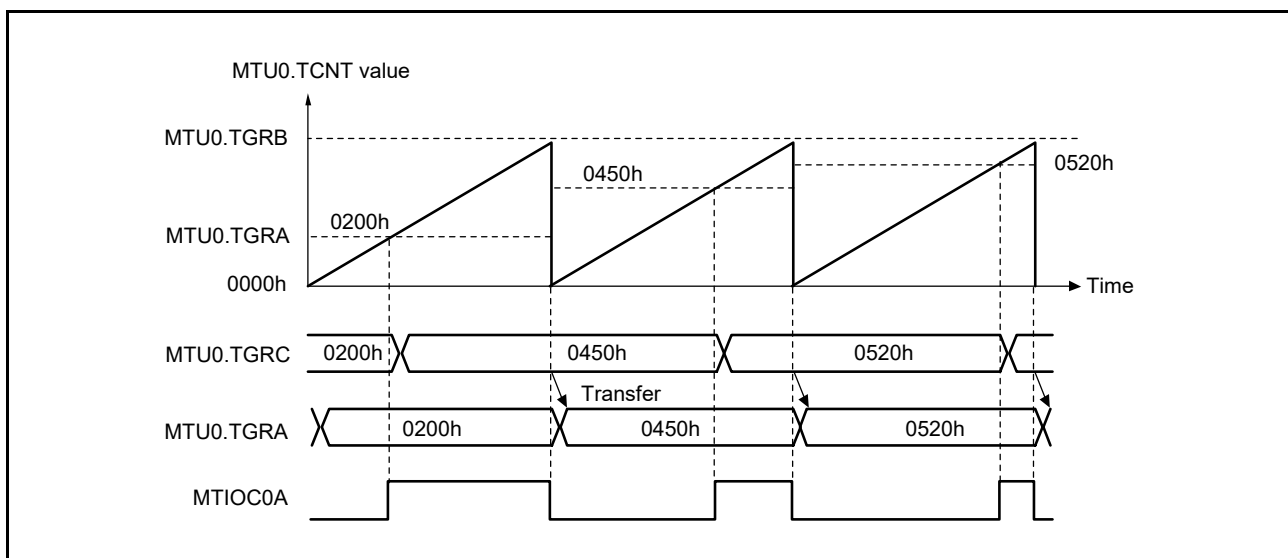 MTU0.TCNT value
MTU0.TGRB
0520h
0450h
0200h
MTU0.TGRA
0000h
Time
MTU0.TGRC 0200h 0450h 0520h
Transfer
MTU0.TGRA 0200h 0450h 0520h
MTIOC0A